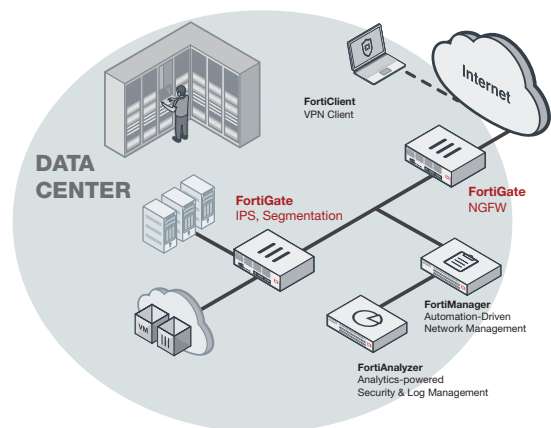 Internet
FortiClient
VPN Client
DATA
CENTER
FortiGate
NGFW
FortiGate
IPS, Segmentation
FortiManager
Automation-Driven
Network Management
VM
FortiAnalyzer
Analytics-powered
Security & Log Management